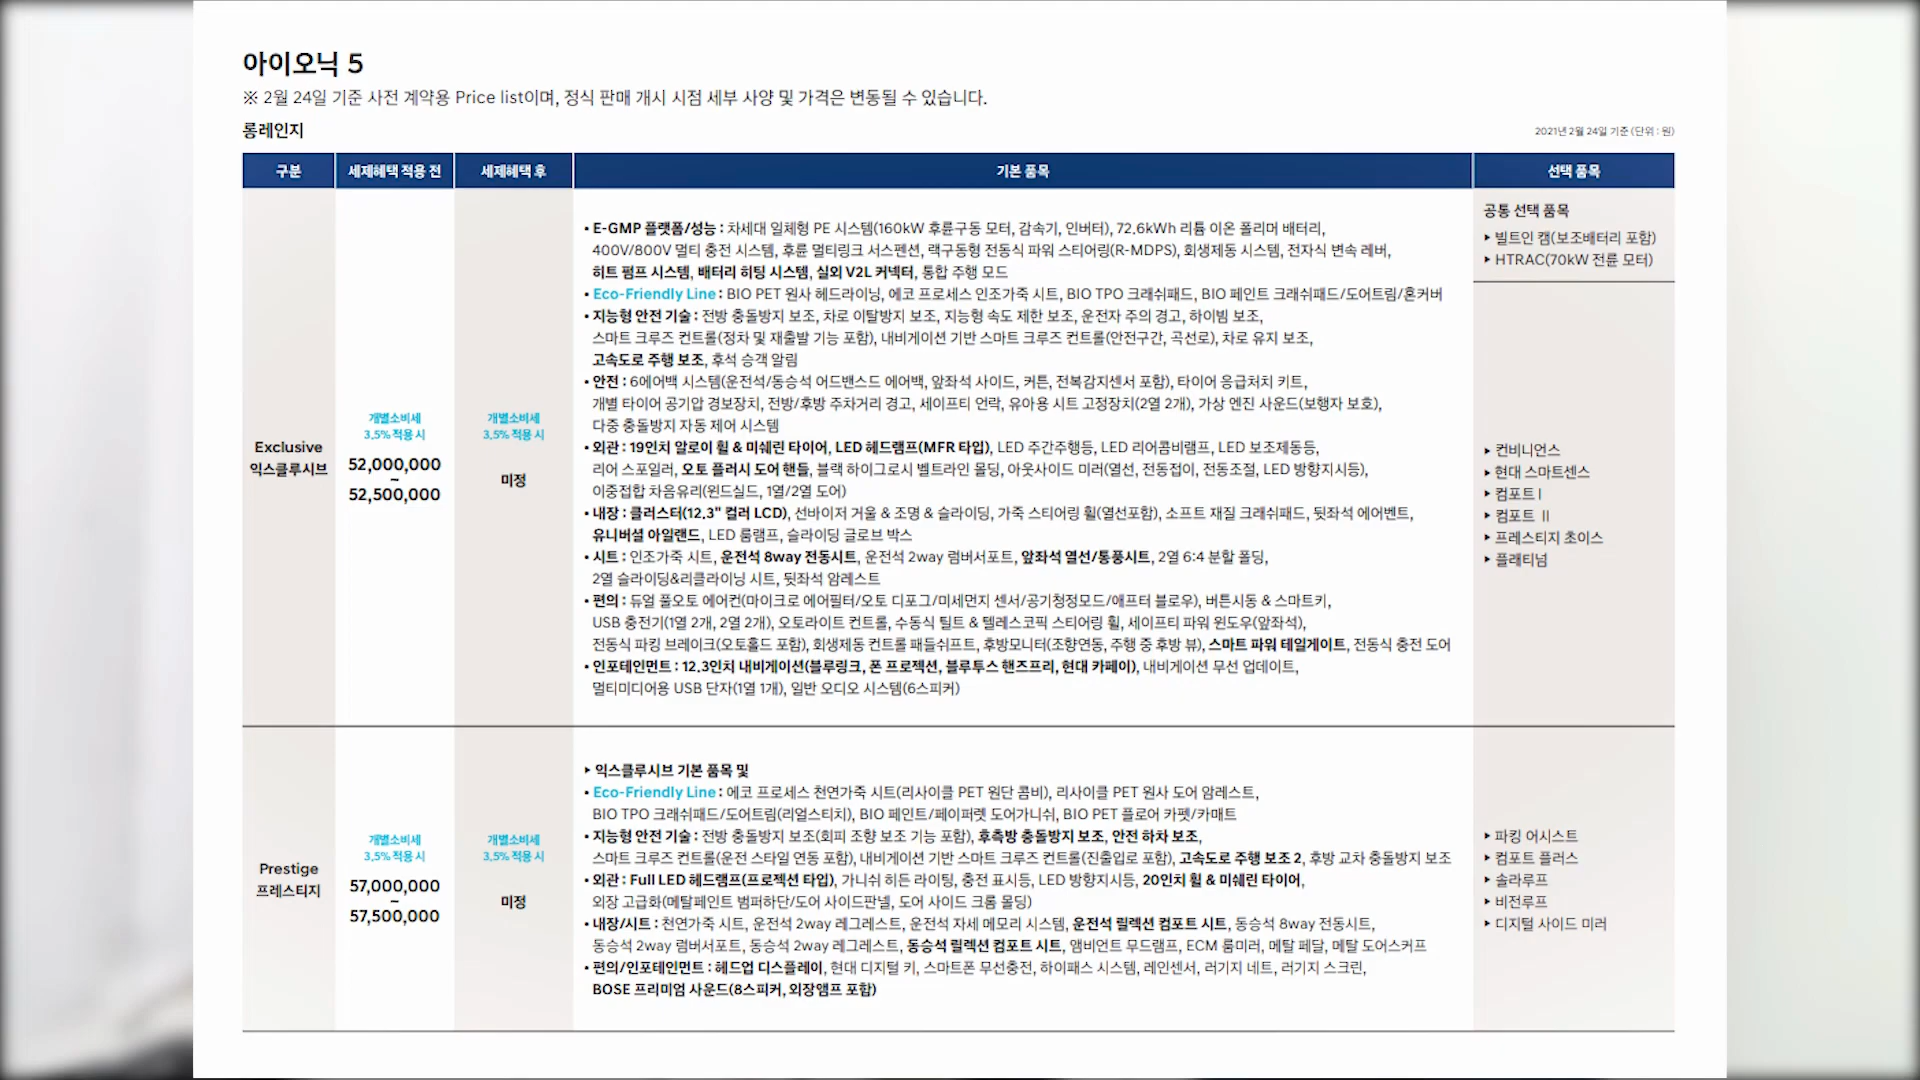 아이오닉 5
※ 2월 24일 기준 사전 계약용 Price list이며, 정식 판매 개시 시점 세부 사양 및 가격은 변동될 수 있습니다.
롱레인지
2021년 2월 24일 기준 (단위 : 원)
구분
세제혜택 적용 전
세제혜택 후
기본 품목
선택 품목
Exclusive
익스클루시브
개별소비세
3.5% 적용 시
52,000,000
~
52,500,000
개별소비세
3.5% 적용 시
미정
• E-GMP 플랫폼/성능 : 차세대 일체형 PE 시스템(160kW 후륜구동 모터, 감속기, 인버터), 72.6kWh 리튬 이온 폴리머 배터리,
400V/800V 멀티 충전 시스템, 후륜 멀티링크 서스펜션, 랙구동형 전동식 파워 스티어링(R-MDPS), 회생제동 시스템, 전자식 변속 레버,
히트 펌프 시스템, 배터리 히팅 시스템, 실외 V2L 커넥터, 통합 주행 모드
• Eco-Friendly Line : BIO PET 원사 헤드라이닝, 에코 프로세스 인조가죽 시트, BIO TPO 크래쉬패드, BIO 페인트 크래쉬패드/도어트림/혼커버
• 지능형 안전 기술 : 전방 충돌방지 보조, 차로 이탈방지 보조, 지능형 속도 제한 보조, 운전자 주의 경고, 하이빔 보조,
스마트 크루즈 컨트롤(정차 및 재출발 기능 포함), 내비게이션 기반 스마트 크루즈 컨트롤(안전구간, 곡선로), 차로 유지 보조,
고속도로 주행 보조, 후석 승객 알림
• 안전 : 6에어백 시스템(운전석/동승석 어드밴스드 에어백, 앞좌석 사이드, 커튼, 전복감지센서 포함), 타이어 응급처치 키트,
개별 타이어 공기압 경보장치, 전방/후방 주차거리 경고, 세이프티 언락, 유아용 시트 고정장치(2열 2개), 가상 엔진 사운드(보행자 보호),
다중 충돌방지 자동 제어 시스템
• 외관 : 19인치 알로이 휠 & 미쉐린 타이어, LED 헤드램프(MFR 타입), LED 주간주행등, LED 리어콤비램프, LED 보조제동등,
리어 스포일러, 오토 플러시 도어 핸들, 블랙 하이그로시 벨트라인 몰딩, 아웃사이드 미러(열선, 전동접이, 전동조절, LED 방향지시등),
이중접합 차음유리(윈드실드, 1열/2열 도어)
• 내장 : 클러스터(12.3" 컬러 LCD), 선바이저 거울 & 조명 & 슬라이딩, 가죽 스티어링 휠(열선포함), 소프트 재질 크래쉬패드, 뒷좌석 에어벤트,
유니버셜 아일랜드, LED 룸램프, 슬라이딩 글로브 박스
• 시트 : 인조가죽 시트, 운전석 8way 전동시트, 운전석 2way 럼버서포트, 앞좌석 열선/통풍시트, 2열 6:4 분할 폴딩,
2열 슬라이딩&리클라이닝 시트, 뒷좌석 암레스트
• 편의 : 듀얼 풀오토 에어컨(마이크로 에어필터/오토 디포그/미세먼지 센서/공기청정모드/애프터 블로우), 버튼시동 & 스마트키,
USB 충전기(1열 2개, 2열 2개), 오토라이트 컨트롤, 수동식 틸트 & 텔레스코픽 스티어링 휠, 세이프티 파워 윈도우(앞좌석),
전동식 파킹 브레이크(오토홀드 포함), 회생제동 컨트롤 패들쉬프트, 후방모니터(조향연동, 주행 중 후방 뷰), 스마트 파워 테일게이트, 전동식 충전 도어
• 인포테인먼트 : 12.3인치 내비게이션(블루링크, 폰 프로젝션, 블루투스 핸즈프리, 현대 카페이), 내비게이션 무선 업데이트,
멀티미디어용 USB 단자(1열 1개), 일반 오디오 시스템(6스피커)
공통 선택 품목
▸ 빌트인 캠(보조배터리 포함)
▸ HTRAC(70kW 전륜 모터)
▸ 컨비니언스
▸ 현대 스마트센스
▸ 컴포트 I
▸ 컴포트 II
▸ 프레스티지 초이스
▸ 플래티넘
Prestige
프레스티지
개별소비세
3.5% 적용 시
57,000,000
~
57,500,000
개별소비세
3.5% 적용 시
미정
▸ 익스클루시브 기본 품목 및
• Eco-Friendly Line : 에코 프로세스 천연가죽 시트(리사이클 PET 원단 콤비), 리사이클 PET 원사 도어 암레스트,
BIO TPO 크래쉬패드/도어트림(리얼스티치), BIO 페인트/페이퍼렛 도어가니쉬, BIO PET 플로어 카펫/카매트
• 지능형 안전 기술 : 전방 충돌방지 보조(회피 조향 보조 기능 포함), 후측방 충돌방지 보조, 안전 하차 보조,
스마트 크루즈 컨트롤(운전 스타일 연동 포함), 내비게이션 기반 스마트 크루즈 컨트롤(진출입로 포함), 고속도로 주행 보조 2, 후방 교차 충돌방지 보조
• 외관 : Full LED 헤드램프(프로젝션 타입), 가니쉬 히든 라이팅, 충전 표시등, LED 방향지시등, 20인치 휠 & 미쉐린 타이어,
외장 고급화(메탈페인트 범퍼하단/도어 사이드판넬, 도어 사이드 크롬 몰딩)
• 내장/시트 : 천연가죽 시트, 운전석 2way 레그레스트, 운전석 자세 메모리 시스템, 운전석 릴렉션 컴포트 시트, 동승석 8way 전동시트,
동승석 2way 럼버서포트, 동승석 2way 레그레스트, 동승석 릴렉션 컴포트 시트, 앰비언트 무드램프, ECM 룸미러, 메탈 페달, 메탈 도어스커프
• 편의/인포테인먼트 : 헤드업 디스플레이, 현대 디지털 키, 스마트폰 무선충전, 하이패스 시스템, 레인센서, 러기지 네트, 러기지 스크린,
BOSE 프리미엄 사운드(8스피커, 외장앰프 포함)
▸ 파킹 어시스트
▸ 컴포트 플러스
▸ 솔라루프
▸ 비전루프
▸ 디지털 사이드 미러